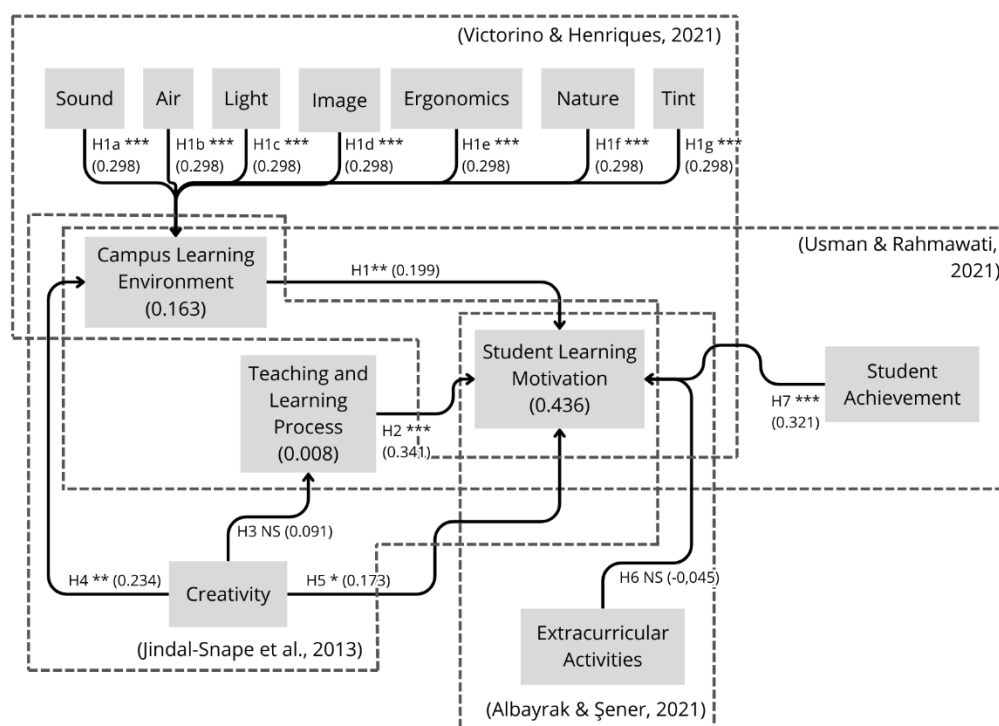 (Victorino & Henriques, 2021)
Sound
Air
Light
Image
Ergonomics
Nature
Tint
H1a ***
(0.298)
H1b ***
(0.298)
H1c ***
(0.298)
H1d ***
(0.298)
H1e ***
(0.298)
H1f ***
(0.298)
H1g ***
(0.298)
(Usman & Rahmawati,
2021)
Campus Learning
Environment
(0.163)
H1** (0.199)
Student Learning
Motivation
(0.436)
Teaching and
Learning
Process
(0.008)
H2 ***
(0.341)
Student
Achievement
H7 ***
(0.321)
H3 NS (0.091)
H4 ** (0.234)
Creativity
H5 * (0.173)
H6 NS (-0,045)
(Jindal-Snape et al., 2013)
Extracurricular
Activities
(Albayrak & Şener, 2021)